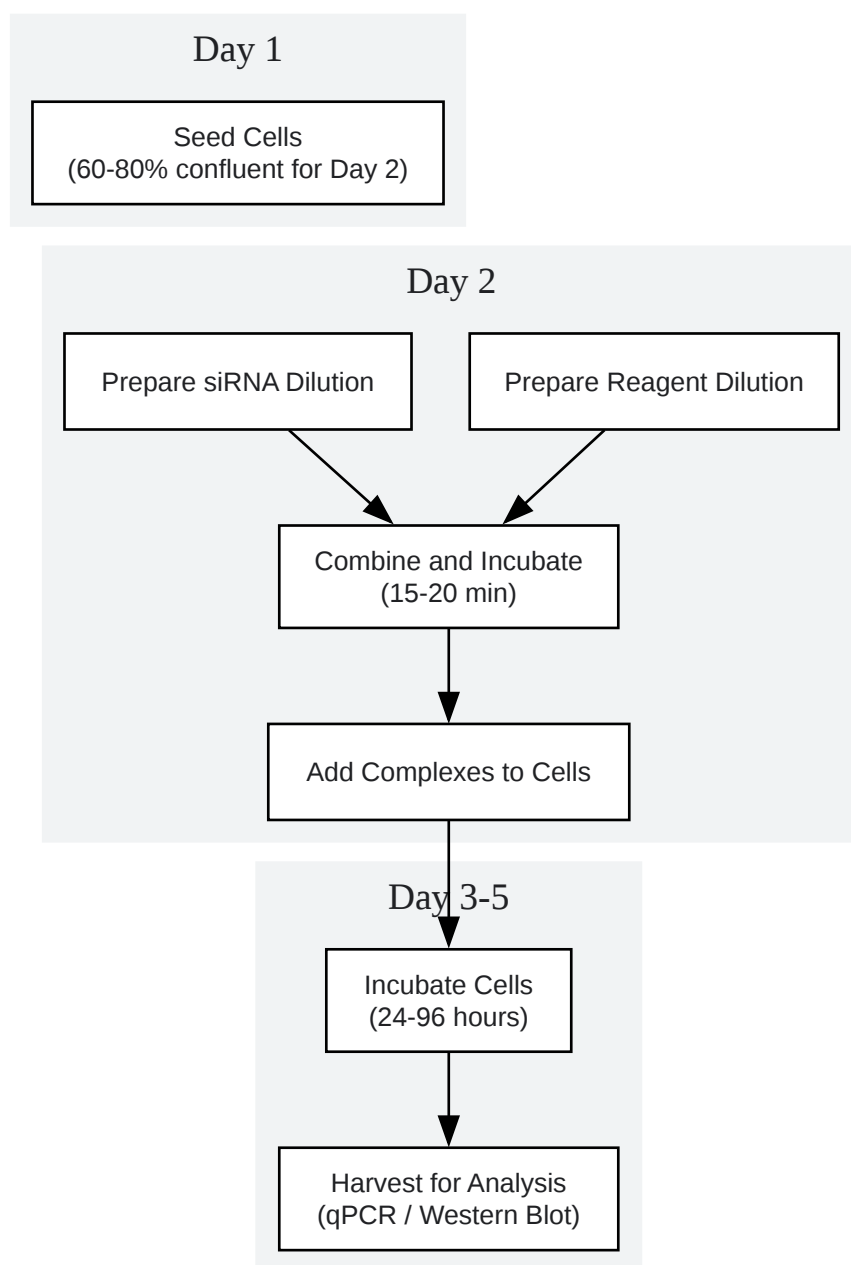 Day 1
Seed Cells
(60-80% confluent for Day 2)
Day 2
Prepare siRNA Dilution
Prepare Reagent Dilution
Combine and Incubate
(15-20 min)
Add Complexes to Cells
Day 3-5
Incubate Cells
(24-96 hours)
Harvest for Analysis
(qPCR / Western Blot)